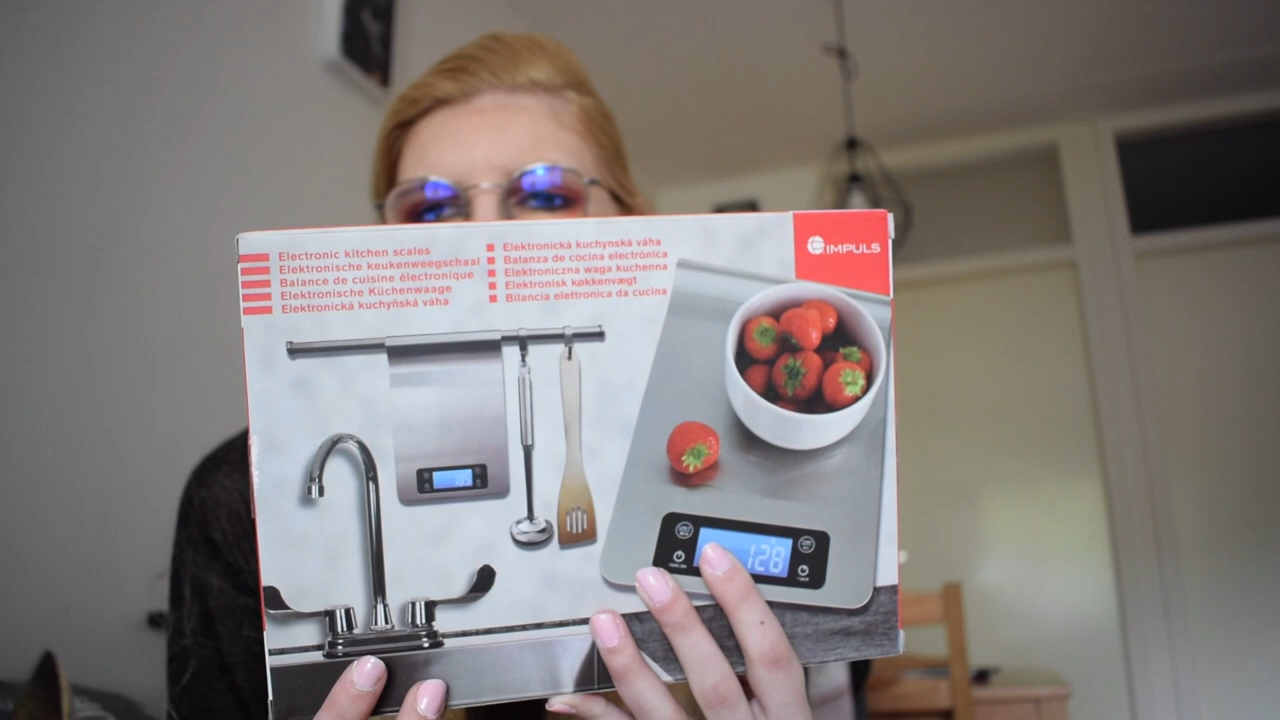 Electronic kitchen scales
Elektronische keukenweegschaal
Balance de cuisine électronique
Elektronische Küchenwaage
Elektronická kuchyňská váha
Elektronická kuchynská váha
Balanza de cocina electrónica
Elektroniczna waga kuchenna
Elektronisk køkkenvægt
Bilancia elettronica da cucina
IMPULS
128